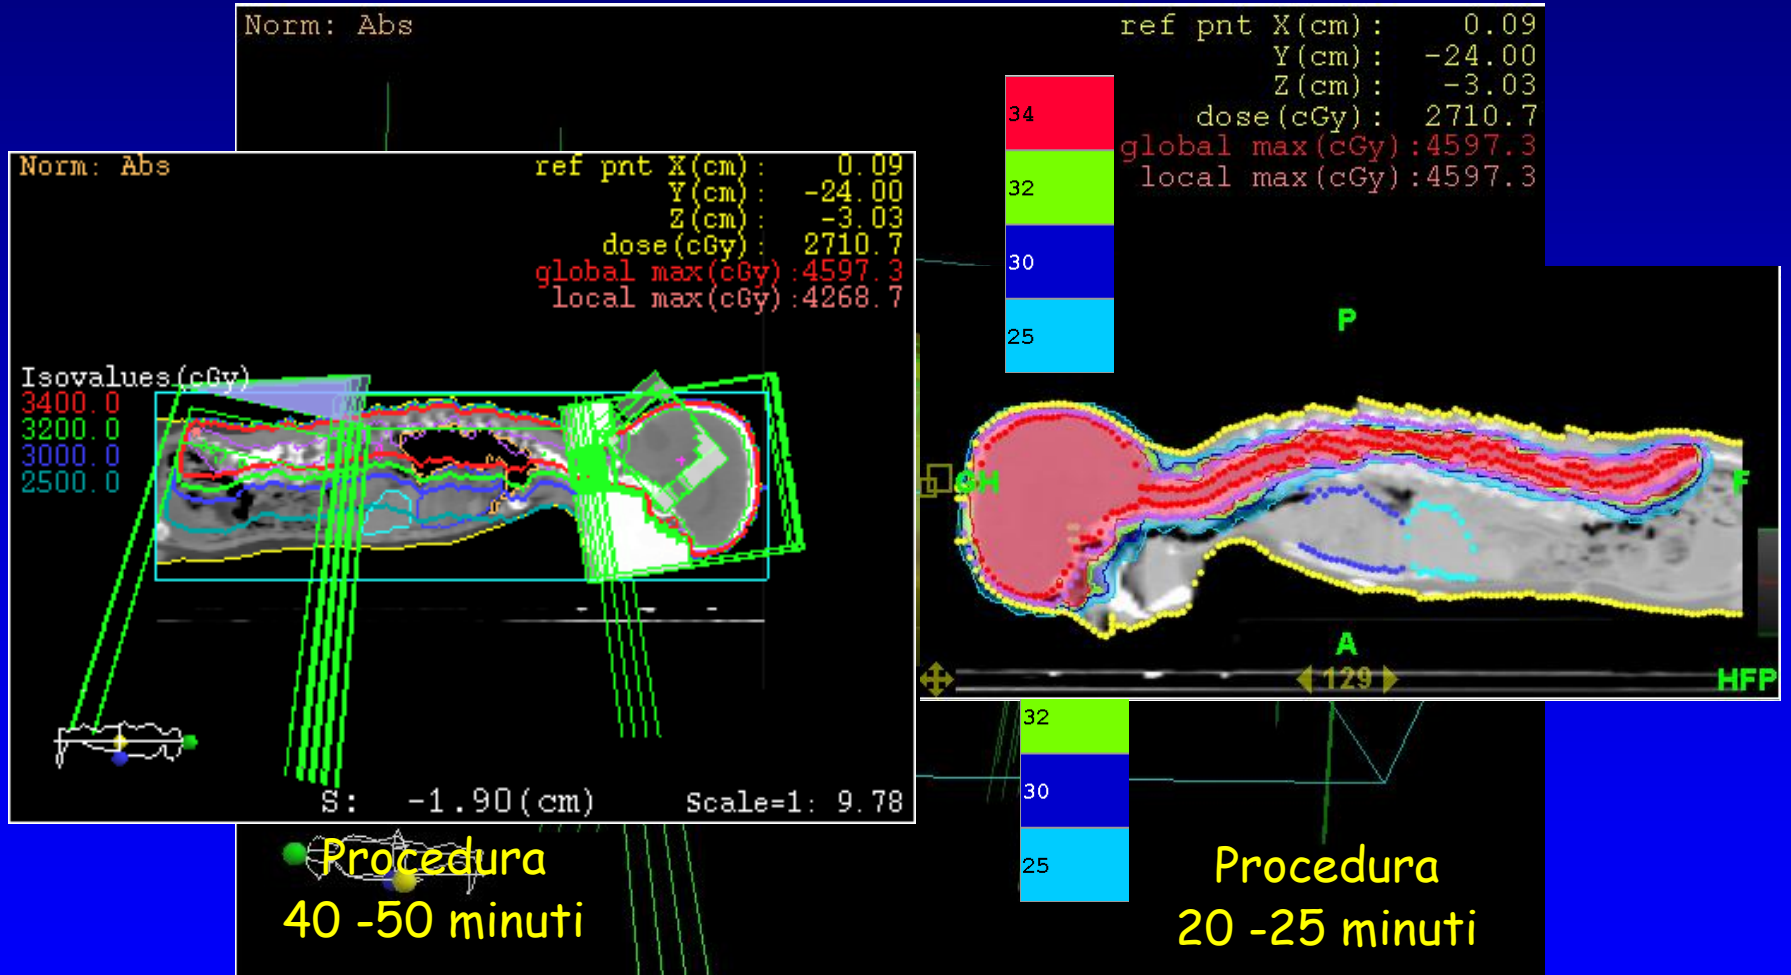 Norm: Abs
ref pnt X(cm): 0.09
Y(cm): -24.00
Z(cm): -3.03
dose(cGy): 2710.7
global max(cGy):4597.3
local max(cGy):4597.3
Norm: Abs
ref pnt X(cm): 0.09
Y(cm): -24.00
Z(cm): -3.03
dose(cGy): 2710.7
global max(cGy):4597.3
local max(cGy):4268.7
Isovalues(cGy)
3400.0
3200.0
3000.0
2500.0
S: -1.90(cm)
Scale=1: 9.78
34
32
30
25
P
H
F
A
129
HFP
32
30
25
Procedura
40 -50 minuti
Procedura
20 -25 minuti